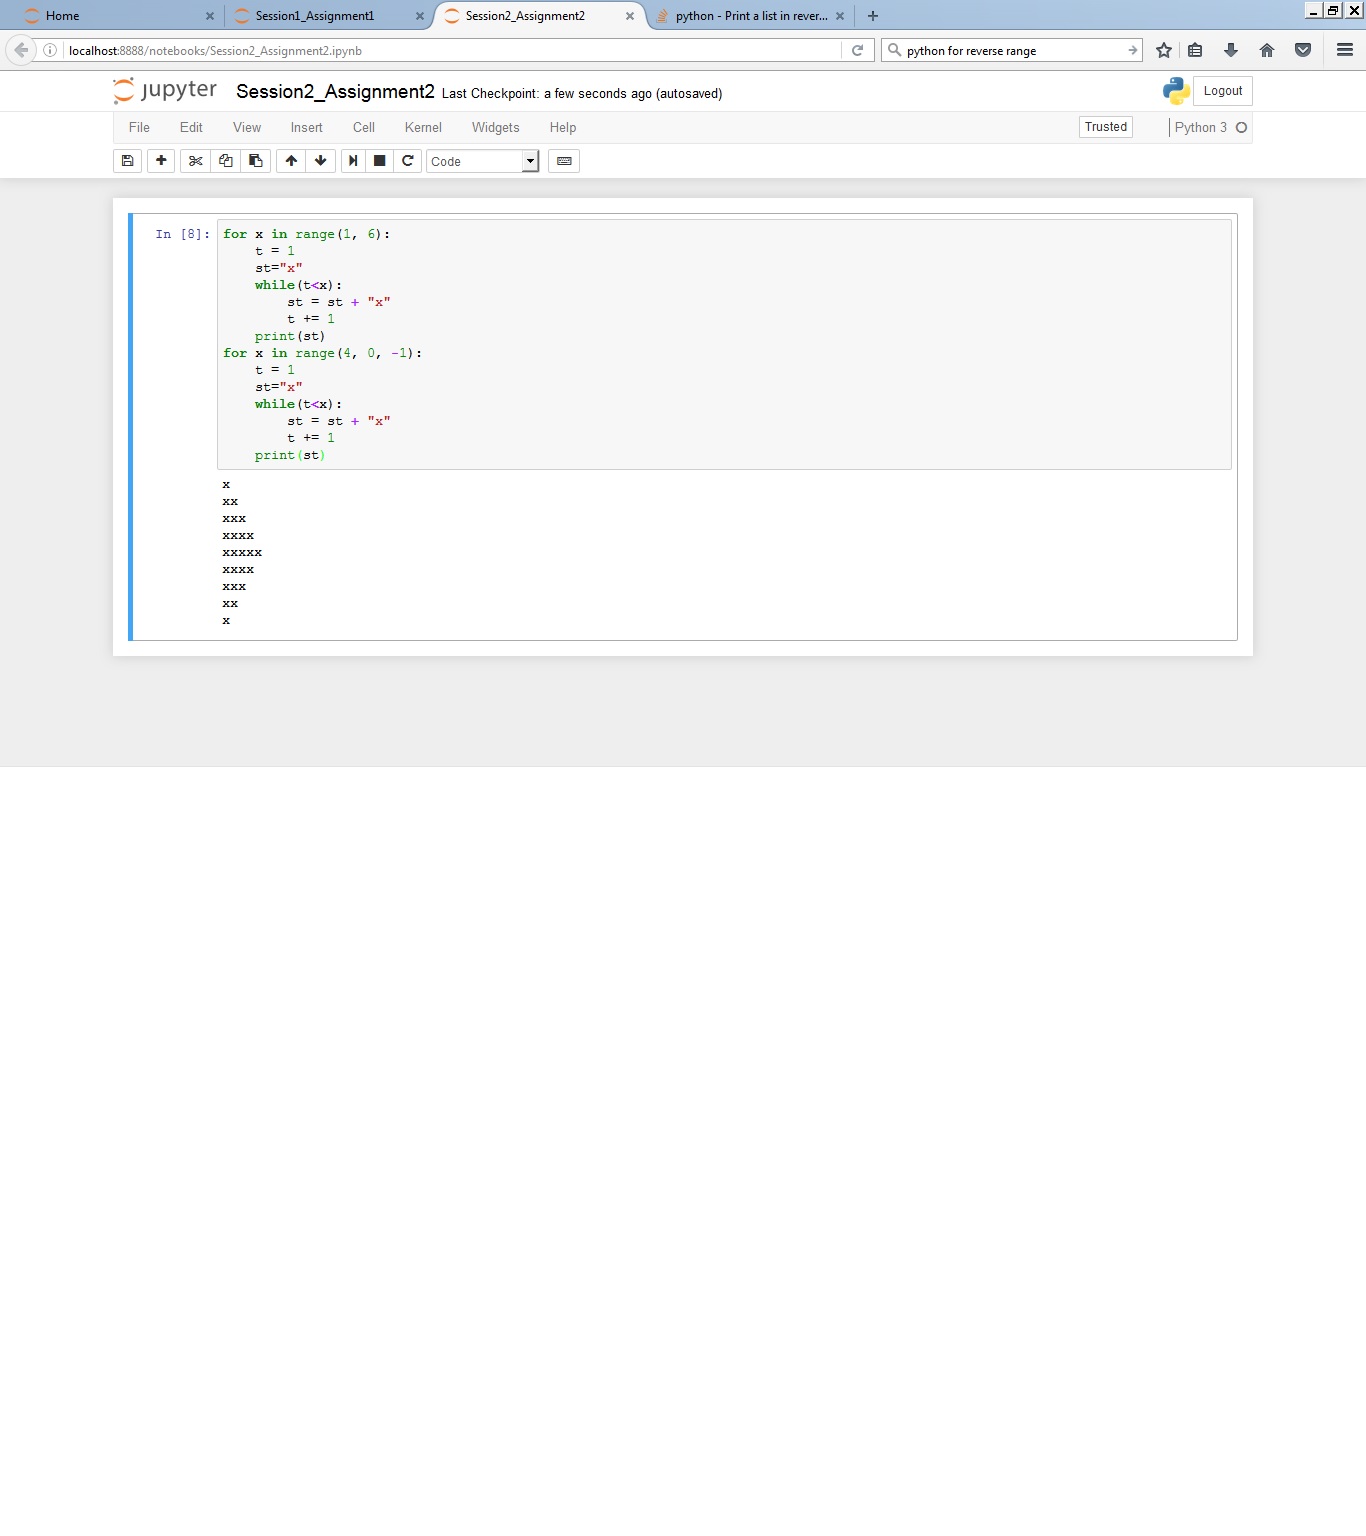 Home
Session1_Assignment1
Session2_Assignment2
python - Print a list in rever...
localhost:8888/notebooks/Session2_Assignment2.ipynb
python for reverse range
jupyter
Session2_Assignment2 Last Checkpoint: a few seconds ago (autosaved)
Logout
File Edit View Insert Cell Kernel Widgets Help
Trusted
Python 3
Code
In [8]:
for x in range(1, 6):
    t = 1
    st="x"
    while(t<x):
        st = st + "x"
        t += 1
    print(st)
for x in range(4, 0, -1):
    t = 1
    st="x"
    while(t<x):
        st = st + "x"
        t += 1
    print(st)
x
xx
xxx
xxxx
xxxxx
xxxx
xxx
xx
x